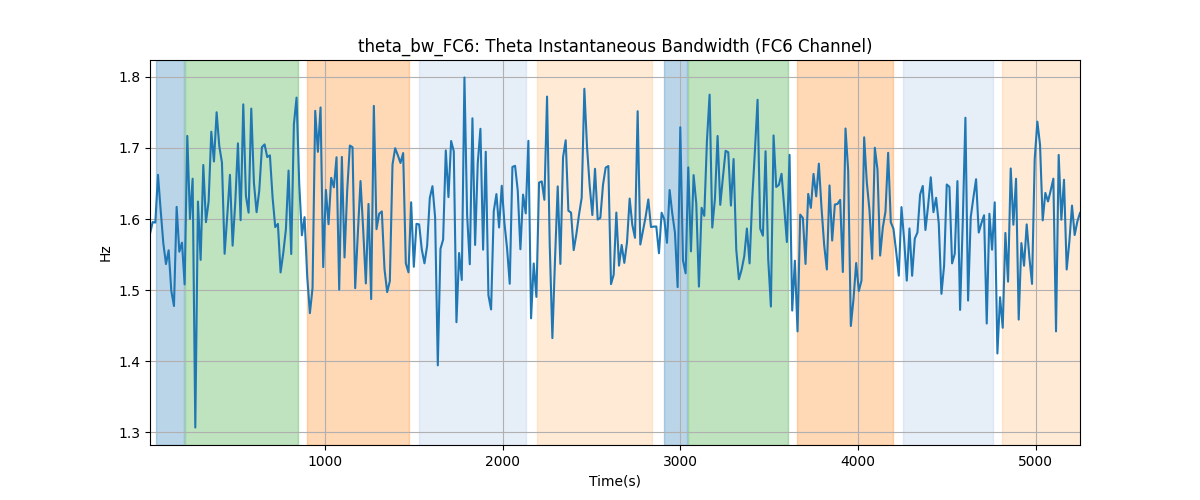 theta_bw_FC6: Theta Instantaneous Bandwidth (FC6 Channel)
Hz
1.8
1.7
1.6
1.5
1.4
1.3
1000 2000 3000 4000 5000
Time(s)